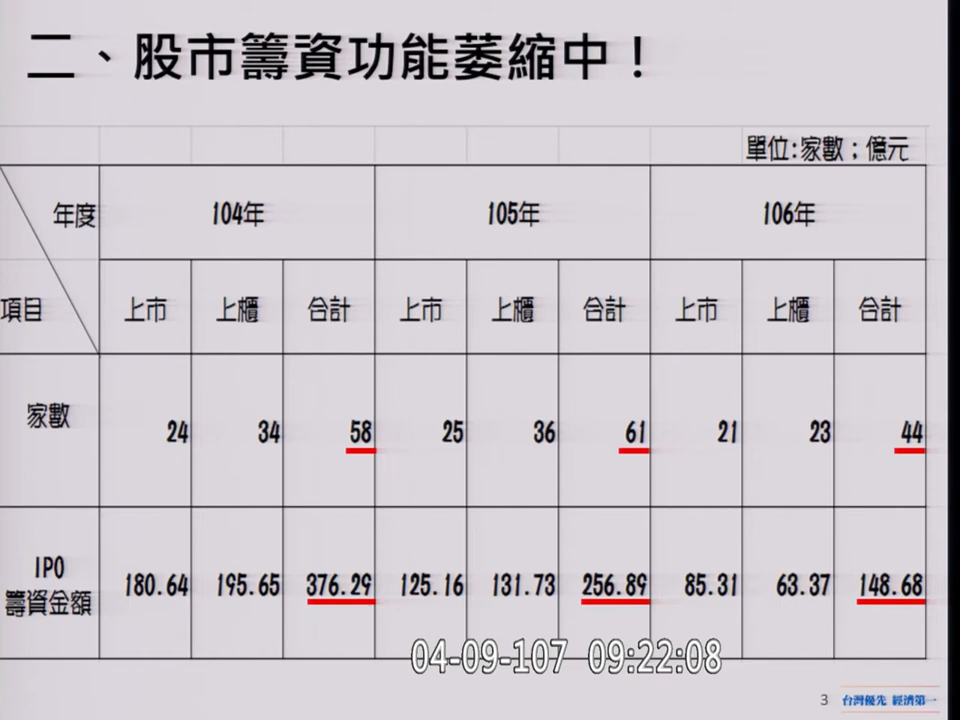 二、股市籌資功能萎縮中！
單位:家數；億元
年度 104年 105年 106年
項目 上市 上櫃 合計 上市 上櫃 合計 上市 上櫃 合計
家數 24 34 58 25 36 61 21 23 44
IPO
籌資金額 180.64 195.65 376.29 125.16 131.73 256.89 85.31 63.37 148.68
04-09-107 09:22:08
3 台灣優先 經濟第一